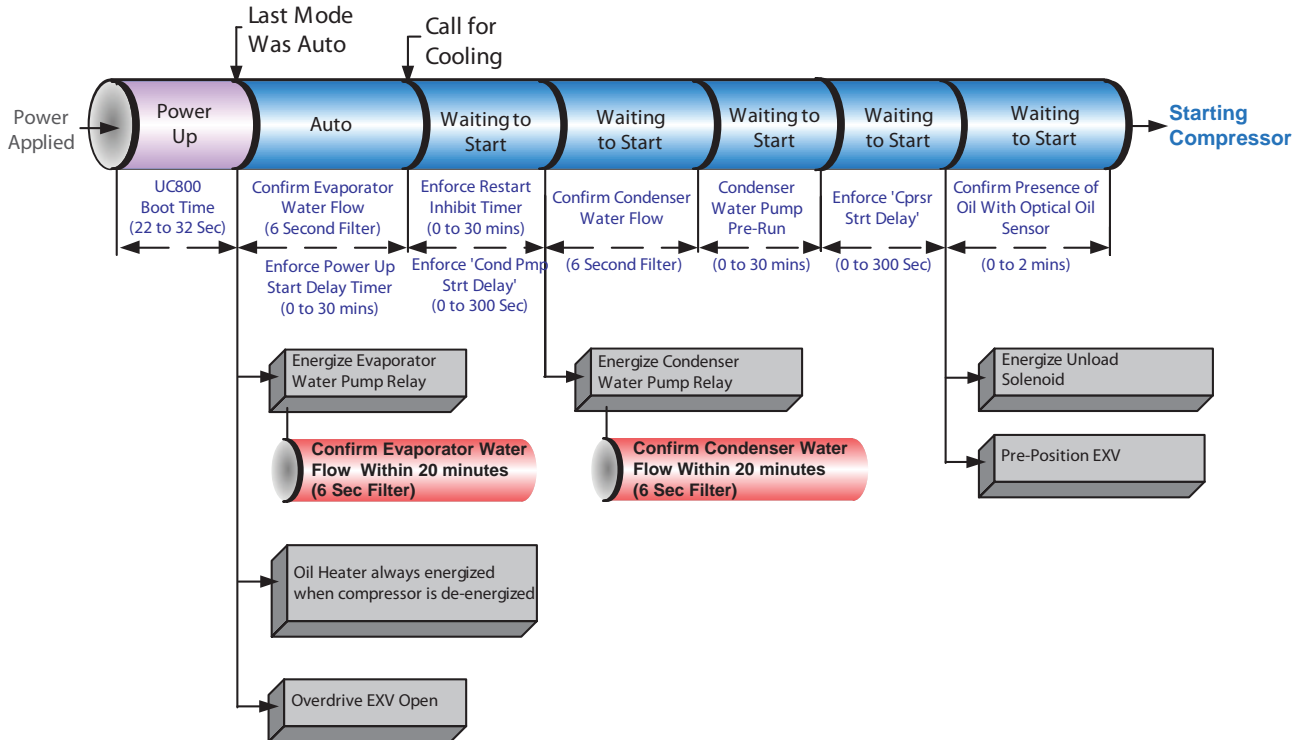 Last Mode
Was Auto
Call for
Cooling
Power
Applied
Power
Up
Auto
Waiting to
Start
Waiting
to Start
Waiting to
Start
Waiting
to Start
Waiting
to Start
Starting
Compressor
UC800
Boot Time
(22 to 32 Sec)
Confirm Evaporator
Water Flow
(6 Second Filter)
Enforce Power Up
Start Delay Timer
(0 to 30 mins)
Enforce Restart
Inhibit Timer
(0 to 30 mins)
Enforce 'Cond Pmp
Strt Delay'
(0 to 300 Sec)
Confirm Condenser
Water Flow
(6 Second Filter)
Condenser
Water Pump
Pre-Run
(0 to 30 mins)
Enforce 'Cprsr
Strt Delay'
(0 to 300 Sec)
Confirm Presence of
Oil With Optical Oil
Sensor
(0 to 2 mins)
Energize Evaporator
Water Pump Relay
Confirm Evaporator Water
Flow Within 20 minutes
(6 Sec Filter)
Energize Condenser
Water Pump Relay
Confirm Condenser Water
Flow Within 20 minutes
(6 Sec Filter)
Energize Unload
Solenoid
Pre-Position EXV
Oil Heater always energized
when compressor is de-energized
Overdrive EXV Open